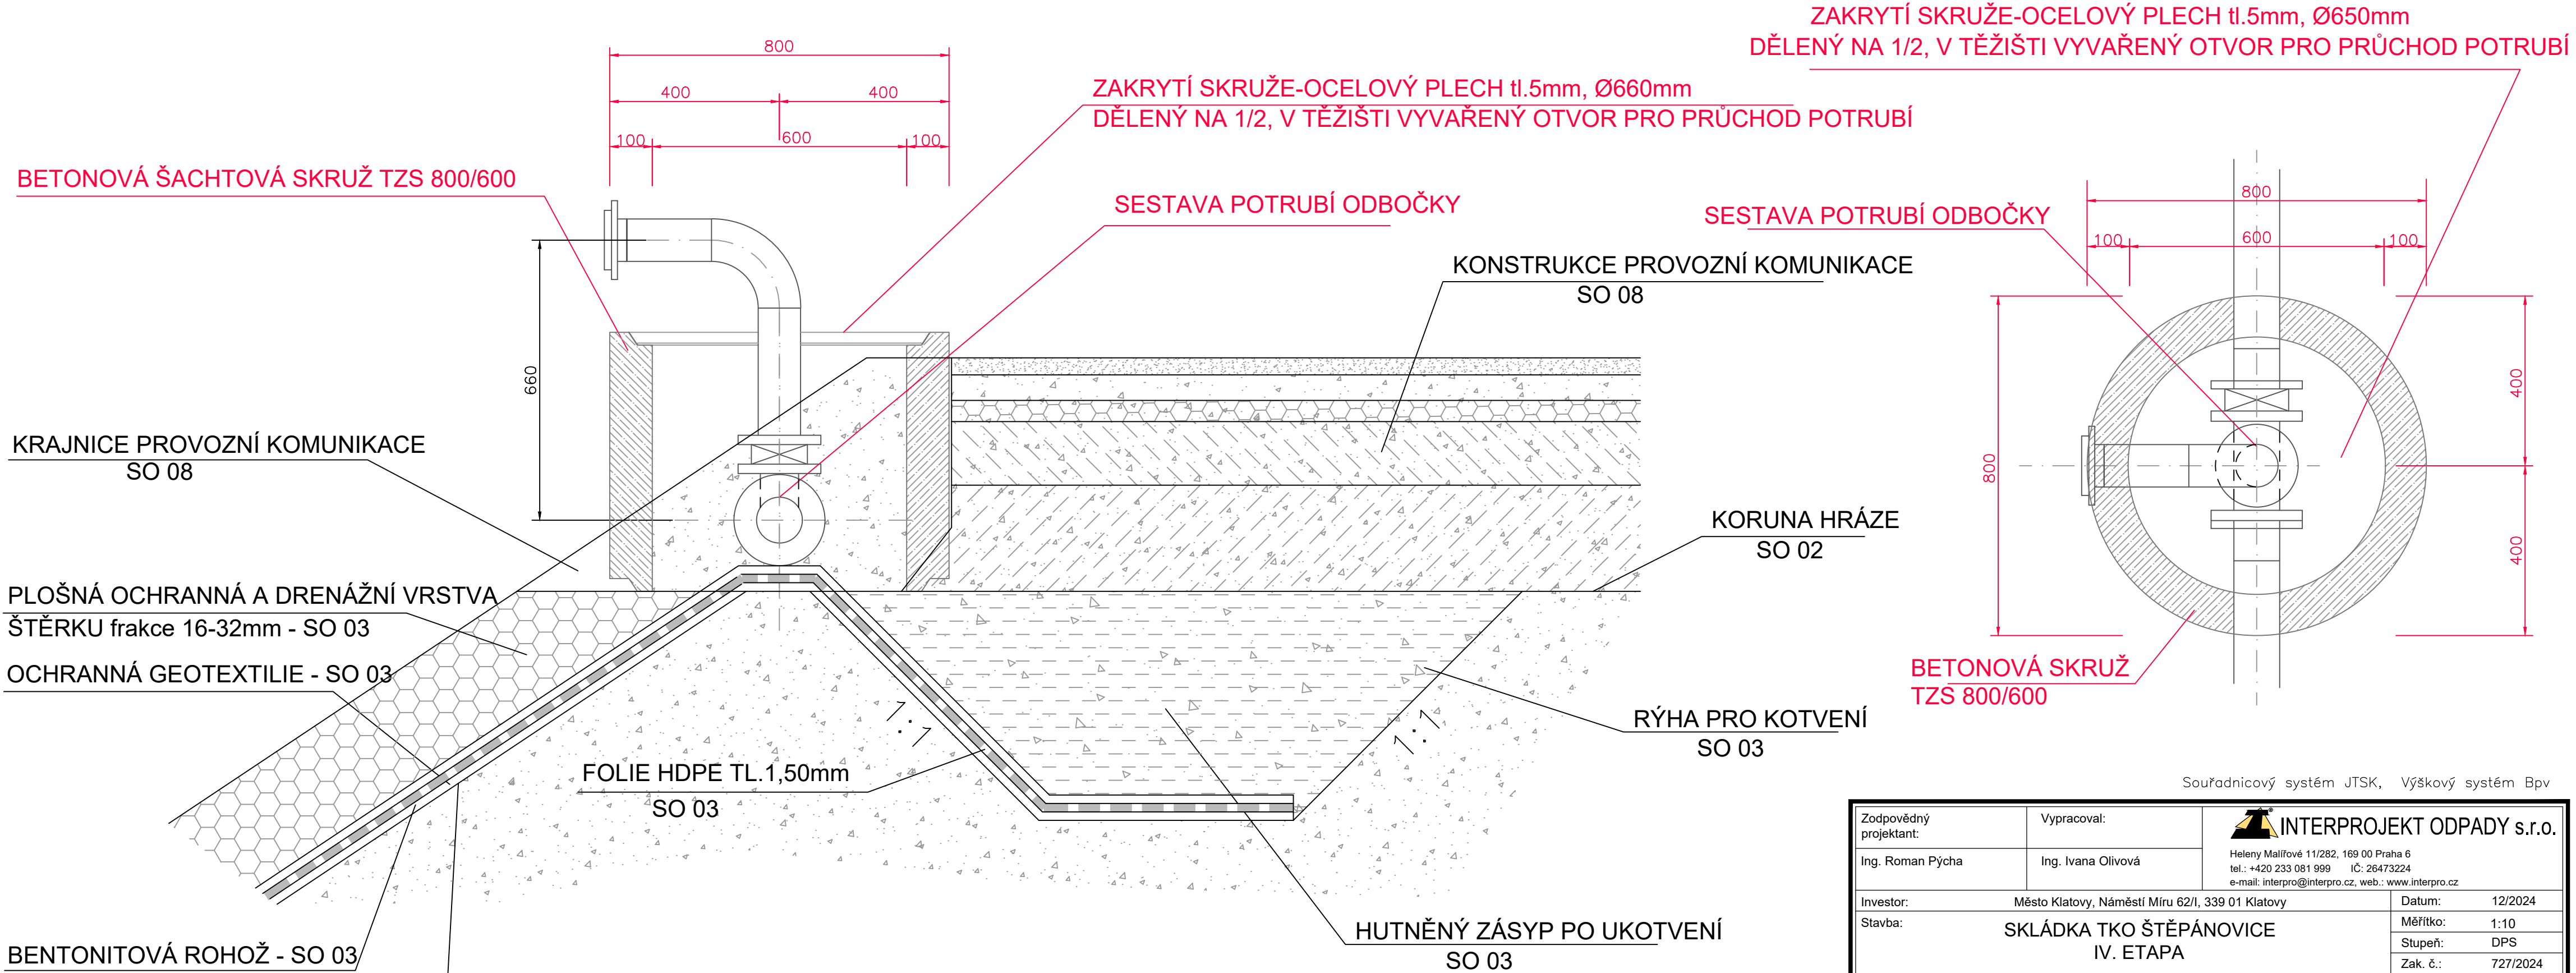 ZAKRYTÍ SKRUŽE-OCELOVÝ PLECH tl.5mm, Ø650mm
DĚLENÝ NA 1/2, V TĚŽIŠTI VYVAŘENÝ OTVOR PRO PRŮCHOD POTRUBÍ
800
400
400
100
600
100
ZAKRYTÍ SKRUŽE-OCELOVÝ PLECH tl.5mm, Ø660mm
DĚLENÝ NA 1/2, V TĚŽIŠTI VYVAŘENÝ OTVOR PRO PRŮCHOD POTRUBÍ
BETONOVÁ ŠACHTOVÁ SKRUŽ TZS 800/600
SESTAVA POTRUBÍ ODBOČKY
SESTAVA POTRUBÍ ODBOČKY
800
100
600
100
KONSTRUKCE PROVOZNÍ KOMUNIKACE
SO 08
660
400
800
400
KRAJNICE PROVOZNÍ KOMUNIKACE
SO 08
KORUNA HRÁZE
SO 02
PLOŠNÁ OCHRANNÁ A DRENÁŽNÍ VRSTVA
ŠTĚRKU frakce 16-32mm - SO 03
OCHRANNÁ GEOTEXTILIE - SO 03
BETONOVÁ SKRUŽ
TZS 800/600
1:1
1:1
RÝHA PRO KOTVENÍ
SO 03
FOLIE HDPE TL.1,50mm
SO 03
HUTNĚNÝ ZÁSYP PO UKOTVENÍ
SO 03
BENTONITOVÁ ROHOŽ - SO 03
Souřadnicový systém JTSK, Výškový systém Bpv
Zodpovědný
projektant:
Vypracoval:
INTERPROJEKT ODPADY s.r.o.
Ing. Roman Pýcha
Ing. Ivana Olivová
Heleny Malířové 11/282, 169 00 Praha 6
tel.: +420 233 081 999 IČ: 26473224
e-mail: interpro@interpro.cz, web.: www.interpro.cz
Investor:
Město Klatovy, Náměstí Míru 62/I, 339 01 Klatovy
Datum:
12/2024
Stavba:
SKLÁDKA TKO ŠTĚPÁNOVICE
IV. ETAPA
Měřítko:
1:10
Stupeň:
DPS
Zak. č.:
727/2024